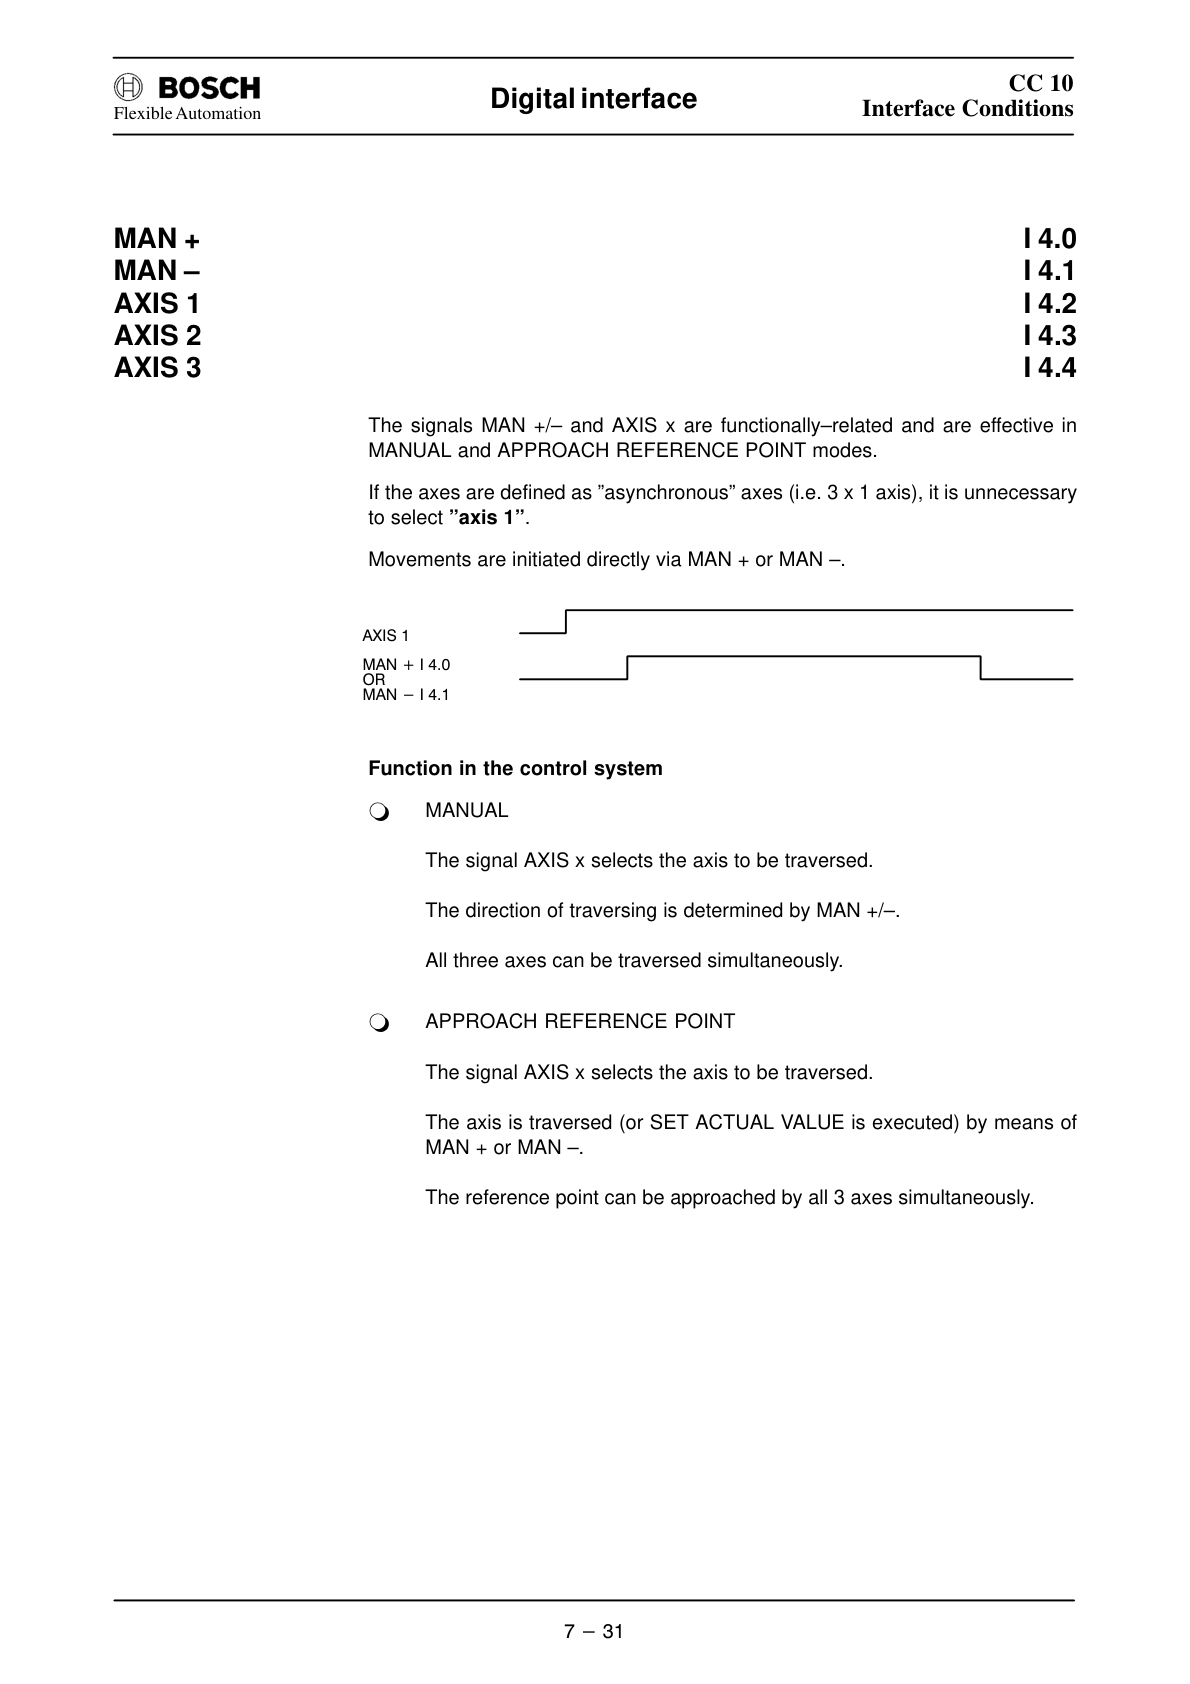 BOSCH
Flexible Automation
Digital interface
CC 10
Interface Conditions
MAN + I 4.0
MAN – I 4.1
AXIS 1 I 4.2
AXIS 2 I 4.3
AXIS 3 I 4.4
The signals MAN +/– and AXIS x are functionally–related and are effective in
MANUAL and APPROACH REFERENCE POINT modes.
If the axes are defined as ”asynchronous” axes (i.e. 3 x 1 axis), it is unnecessary
to select ”axis 1”.
Movements are initiated directly via MAN + or MAN –.
AXIS 1
MAN + I 4.0
OR
MAN – I 4.1
Function in the control system
MANUAL
The signal AXIS x selects the axis to be traversed.
The direction of traversing is determined by MAN +/–.
All three axes can be traversed simultaneously.
APPROACH REFERENCE POINT
The signal AXIS x selects the axis to be traversed.
The axis is traversed (or SET ACTUAL VALUE is executed) by means of
MAN + or MAN –.
The reference point can be approached by all 3 axes simultaneously.
7 – 31